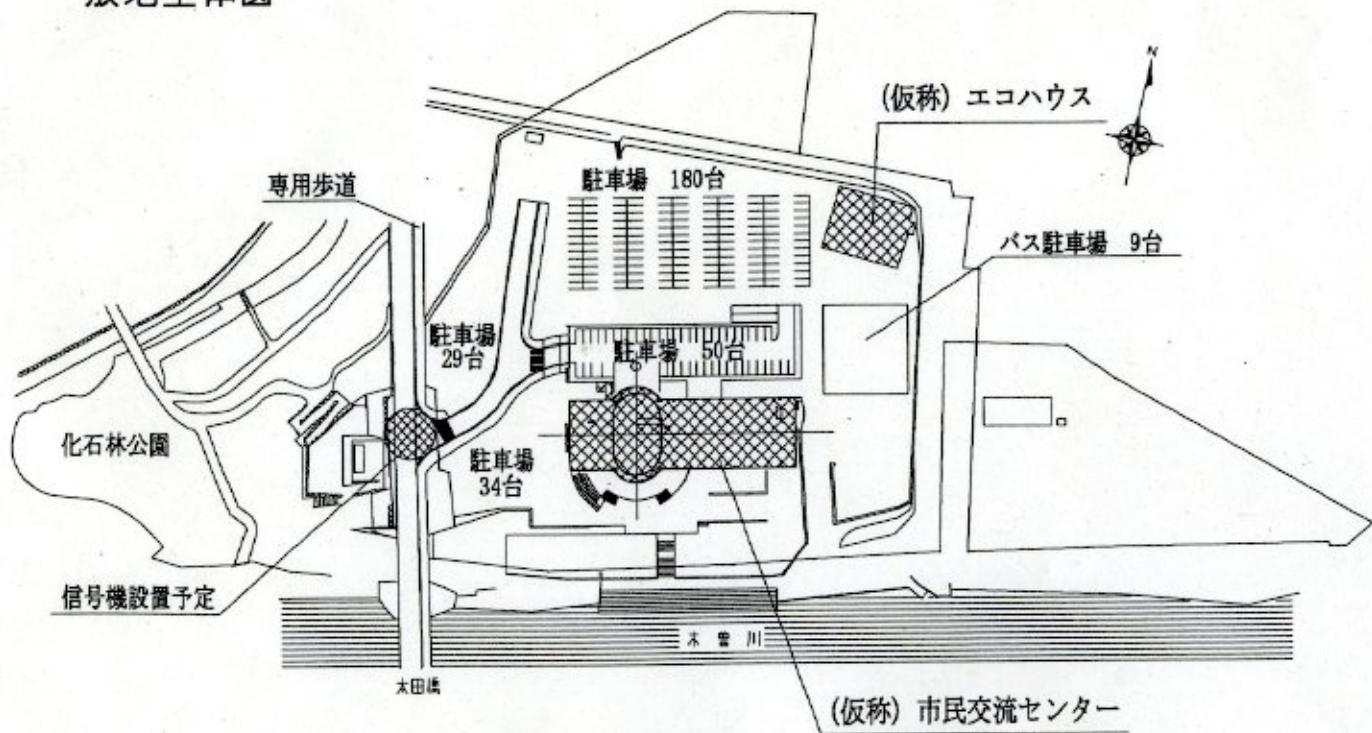 N
(仮称) エコハウス
専用歩道
駐車場 180台
バス駐車場 9台
駐車場
29台
駐車場 50台
化石林公園
駐車場
34台
信号機設置予定
木曽川
太田橋
(仮称) 市民交流センター